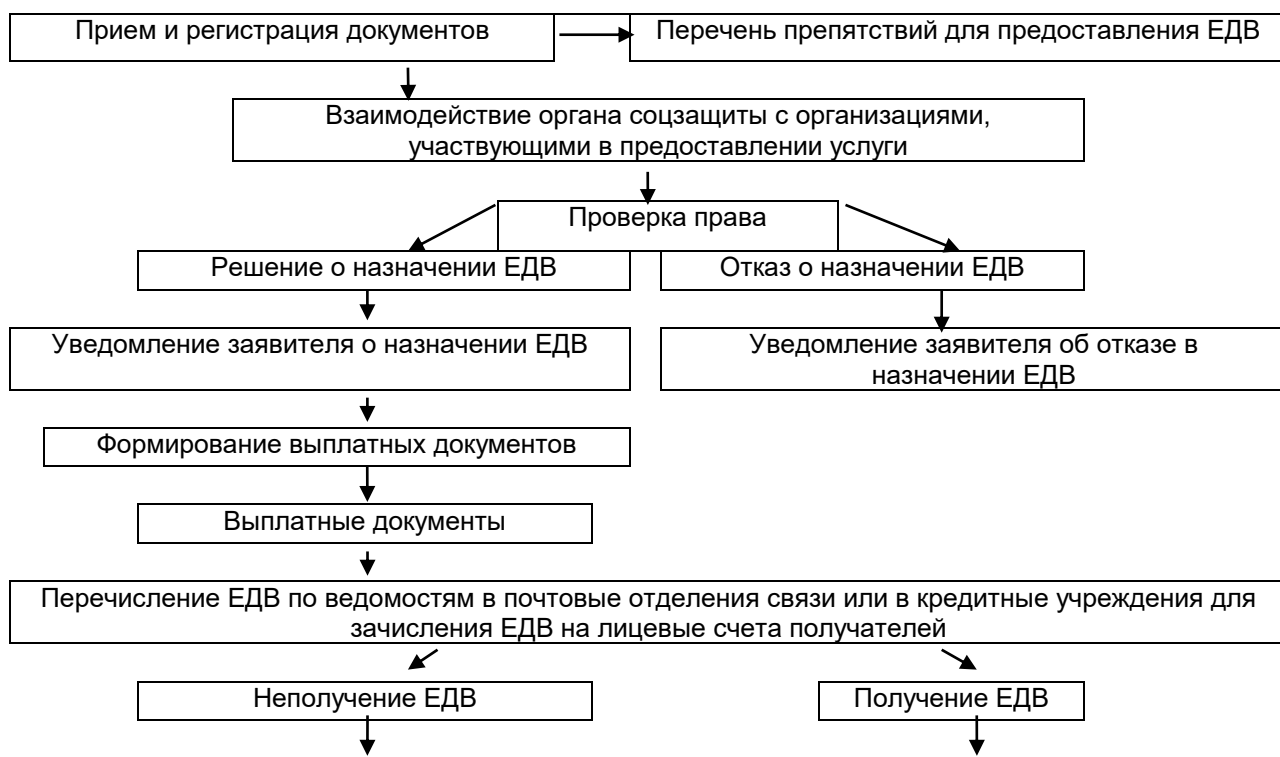 Прием и регистрация документов
Перечень препятствий для предоставления ЕДВ
Взаимодействие органа соцзащиты с организациями,
участвующими в предоставлении услуги
Проверка права
Решение о назначении ЕДВ
Отказ о назначении ЕДВ
Уведомление заявителя о назначении ЕДВ
Уведомление заявителя об отказе в
назначении ЕДВ
Формирование выплатных документов
Выплатные документы
Перечисление ЕДВ по ведомостям в почтовые отделения связи или в кредитные учреждения для
зачисления ЕДВ на лицевые счета получателей
Неполучение ЕДВ
Получение ЕДВ